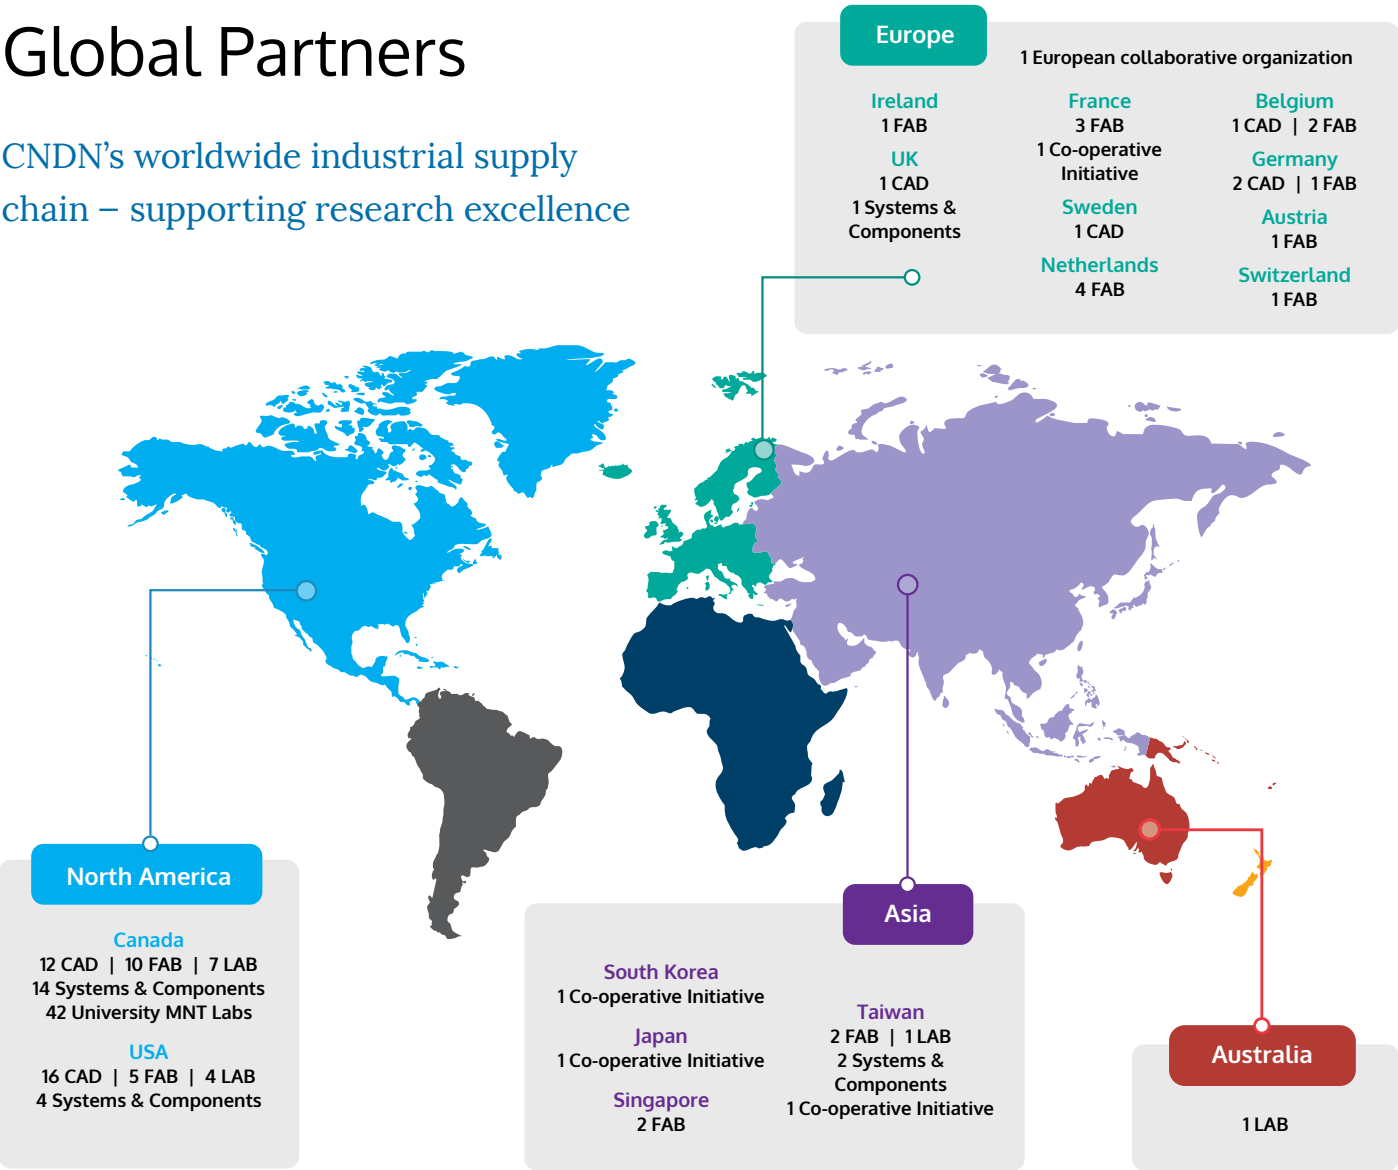 Global Partners
CNDN’s worldwide industrial supply
chain – supporting research excellence
Europe
1 European collaborative organization
Ireland
1 FAB
UK
1 CAD
1 Systems &
Components
France
3 FAB
1 Co-operative
Initiative
Sweden
1 CAD
Netherlands
4 FAB
Belgium
1 CAD | 2 FAB
Germany
2 CAD | 1 FAB
Austria
1 FAB
Switzerland
1 FAB
North America
Canada
12 CAD | 10 FAB | 7 LAB
14 Systems & Components
42 University MNT Labs
USA
16 CAD | 5 FAB | 4 LAB
4 Systems & Components
Asia
South Korea
1 Co-operative Initiative
Japan
1 Co-operative Initiative
Singapore
2 FAB
Taiwan
2 FAB | 1 LAB
2 Systems &
Components
1 Co-operative Initiative
Australia
1 LAB